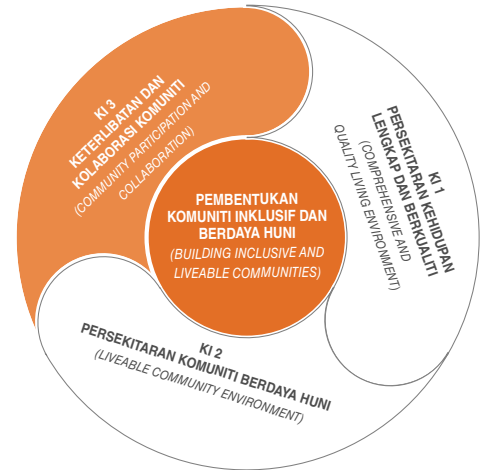 KI 3
KETERLIBATAN DAN
KOLABORASI KOMUNITI
(COMMUNITY PARTICIPATION AND
COLLABORATION)
KI 1
PERSEKITARAN KEHIDUPAN
LENGKAP DAN BERKUALITI
(COMPREHENSIVE AND
QUALITY LIVING ENVIRONMENT)
PEMBENTUKAN
KOMUNITI INKLUSIF DAN
BERDAYA HUNI
(BUILDING INCLUSIVE AND
LIVEABLE COMMUNITIES)
KI 2
PERSEKITARAN KOMUNITI BERDAYA HUNI
(LIVEABLE COMMUNITY ENVIRONMENT)